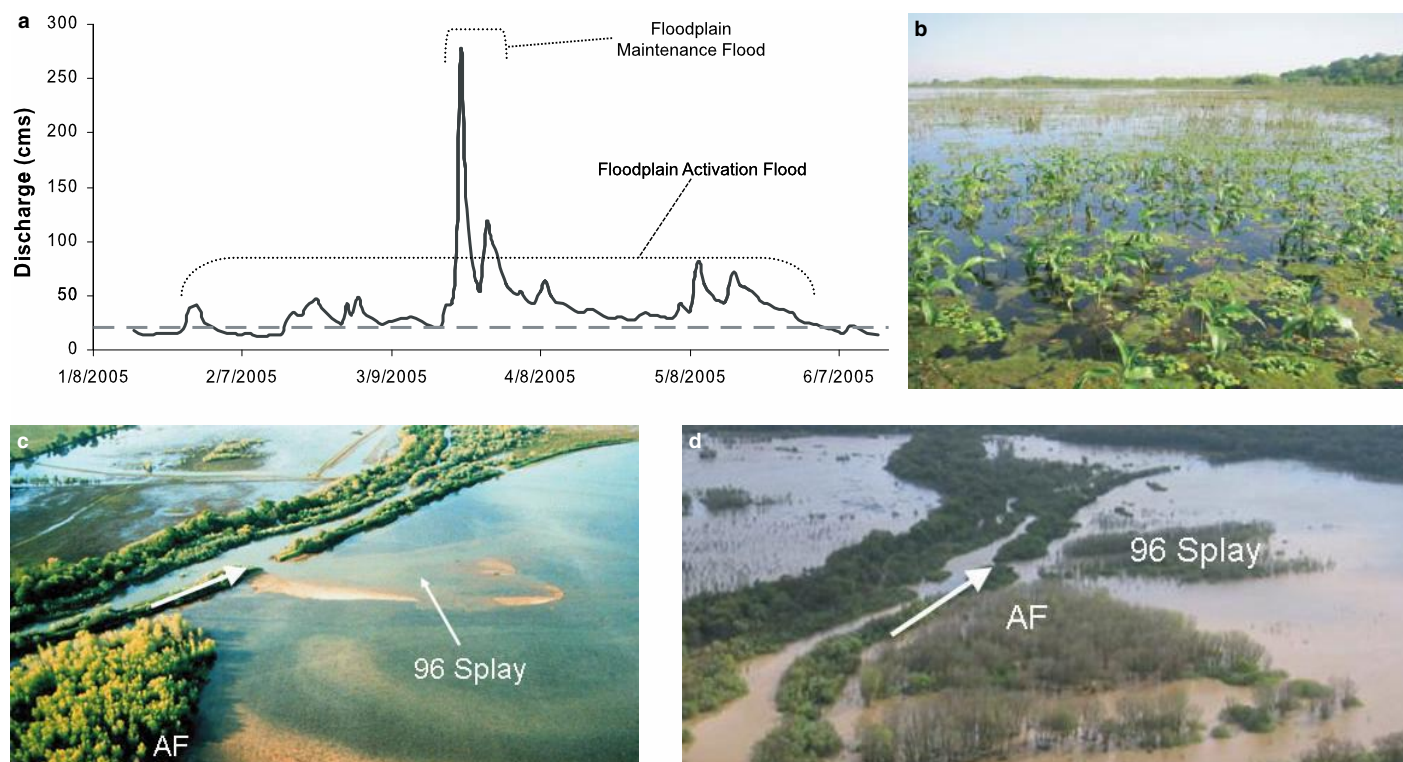 a
300
250
200
150
100
50
0
Discharge (cms)
1/8/2005 2/7/2005 3/9/2005 4/8/2005 5/8/2005 6/7/2005
Floodplain
Maintenance Flood
Floodplain Activation Flood
b
c
96 Splay
AF
d
96 Splay
AF